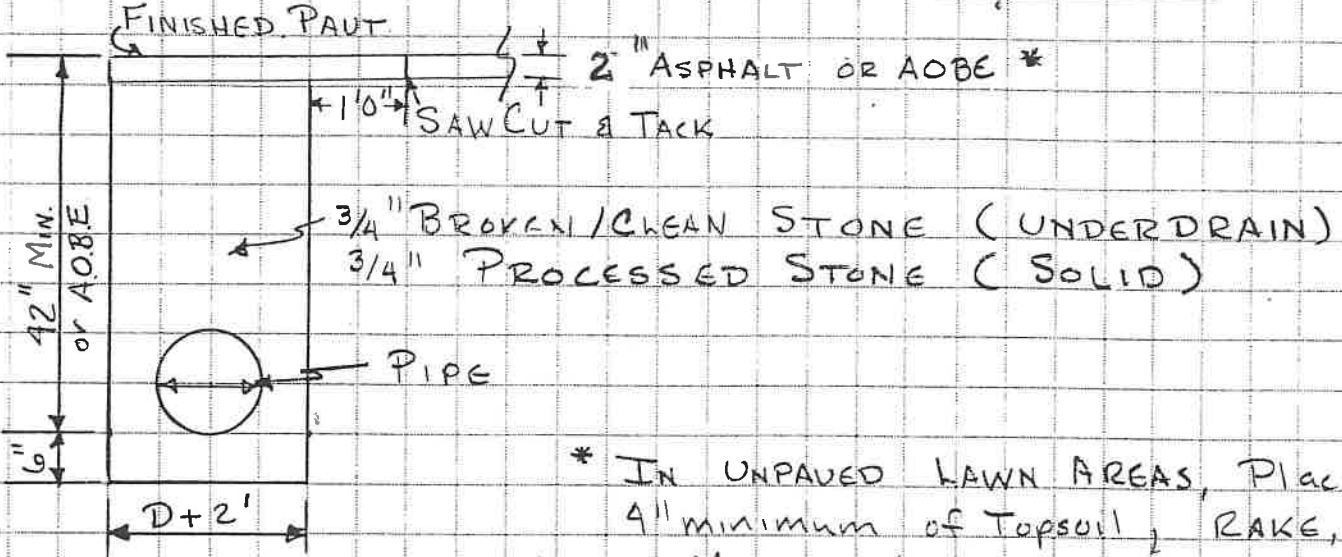 FINISHED PAVT.
2" ASPHALT OR AOBE *
1'0"
SAW CUT & TACK
42" MIN.
or A.O.B.E
3/4" BROKEN/CLEAN STONE (UNDERDRAIN)
3/4" PROCESSED STONE (SOLID)
PIPE
6"
D+2'
* IN UNPAVED LAWN AREAS, Plac
4" minimum of Topsoil, RAKE,